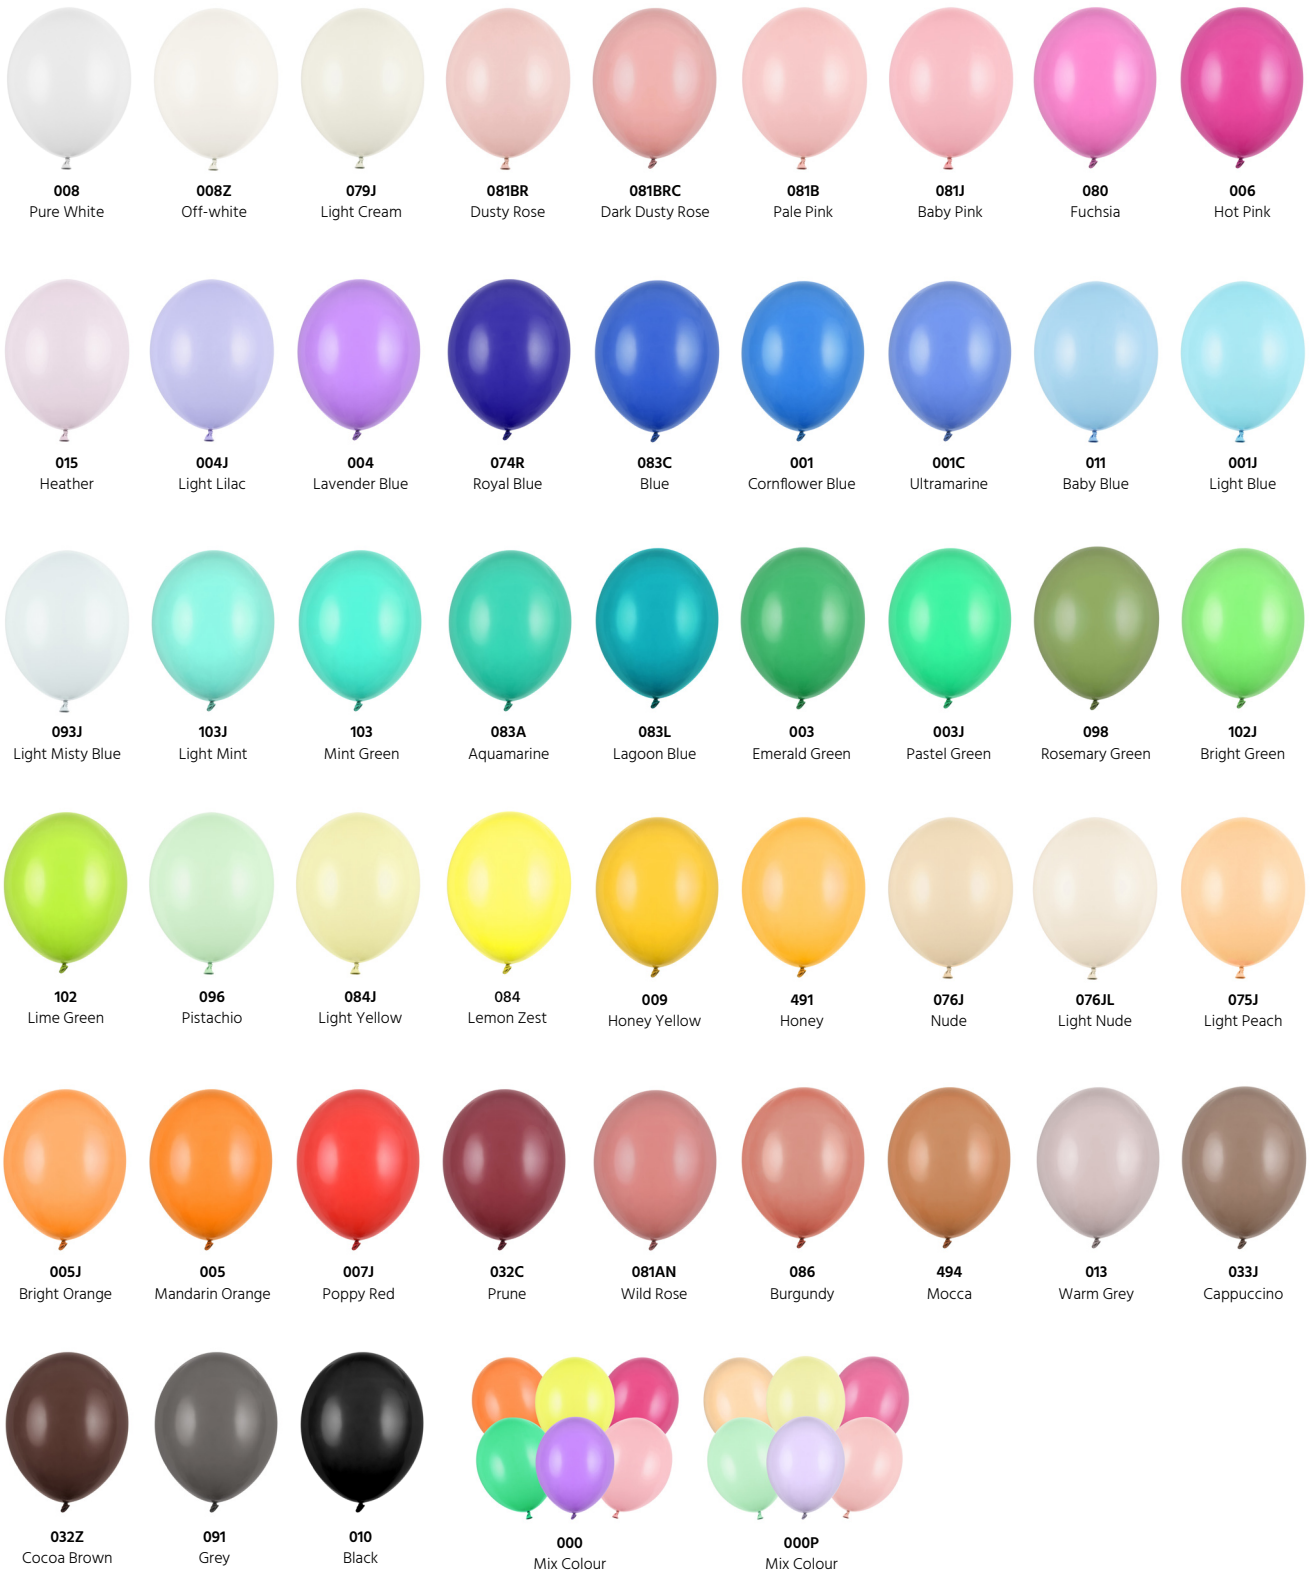 008
Pure White
008Z
Off-white
079J
Light Cream
081BR
Dusty Rose
081BRC
Dark Dusty Rose
081B
Pale Pink
081J
Baby Pink
080
Fuchsia
006
Hot Pink
015
Heather
004J
Light Lilac
004
Lavender Blue
074R
Royal Blue
083C
Blue
001
Cornflower Blue
001C
Ultramarine
011
Baby Blue
001J
Light Blue
093J
Light Misty Blue
103J
Light Mint
103
Mint Green
083A
Aquamarine
083L
Lagoon Blue
003
Emerald Green
003J
Pastel Green
098
Rosemary Green
102J
Bright Green
102
Lime Green
096
Pistachio
084J
Light Yellow
084
Lemon Zest
009
Honey Yellow
491
Honey
076J
Nude
076JL
Light Nude
075J
Light Peach
005J
Bright Orange
005
Mandarin Orange
007J
Poppy Red
032C
Prune
081AN
Wild Rose
086
Burgundy
494
Mocca
013
Warm Grey
033J
Cappuccino
032Z
Cocoa Brown
091
Grey
010
Black
000
Mix Colour
000P
Mix Colour